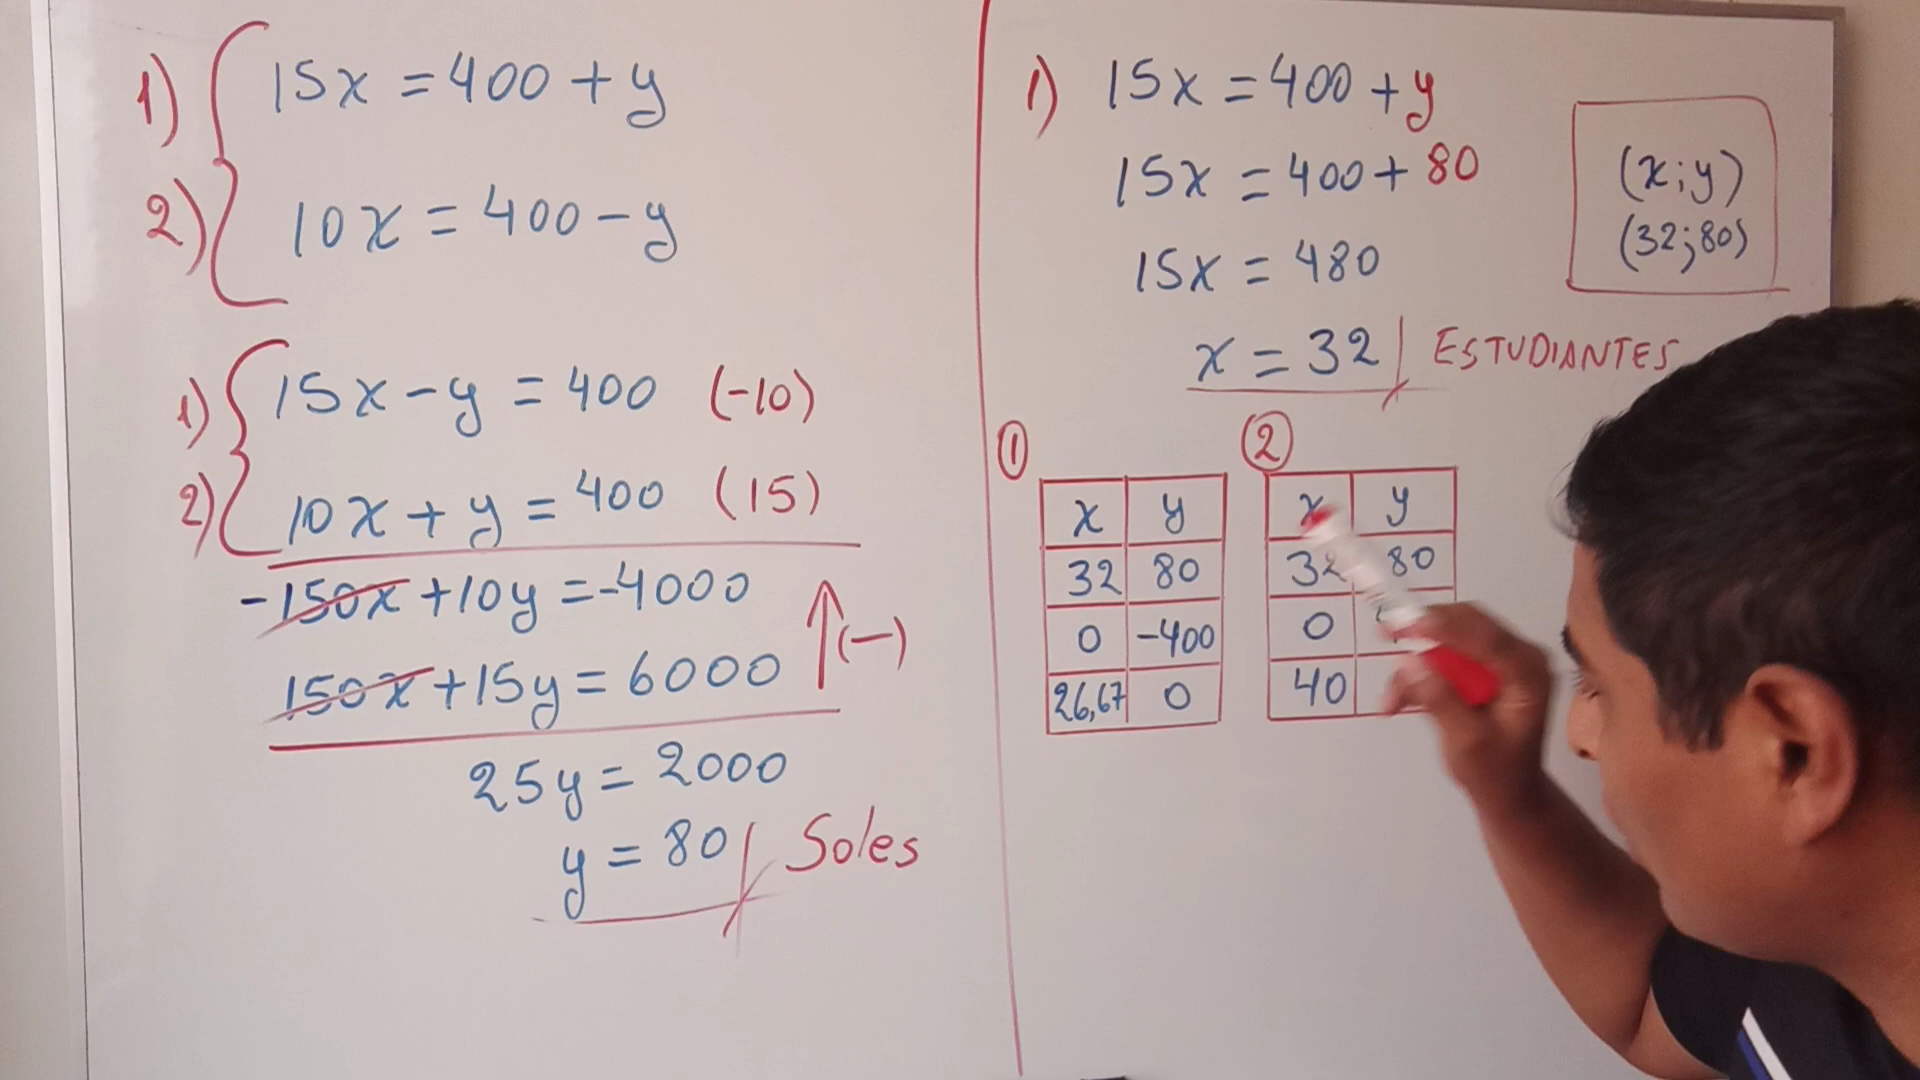 1) 15x = 400 + y
2) 10x = 400 - y
1) 15x - y = 400 (-10)
2) 10x + y = 400 (15)
-150x + 10y = -4000
150x + 15y = 6000 (-)
25y = 2000
y = 80 Soles
1) 15x = 400 + y
15x = 400 + 80
15x = 480
x = 32 ESTUDIANTES
(x; y)
(32; 80)
①
x y
32 80
0 -400
26,67 0
②
x y
32 80
0
40